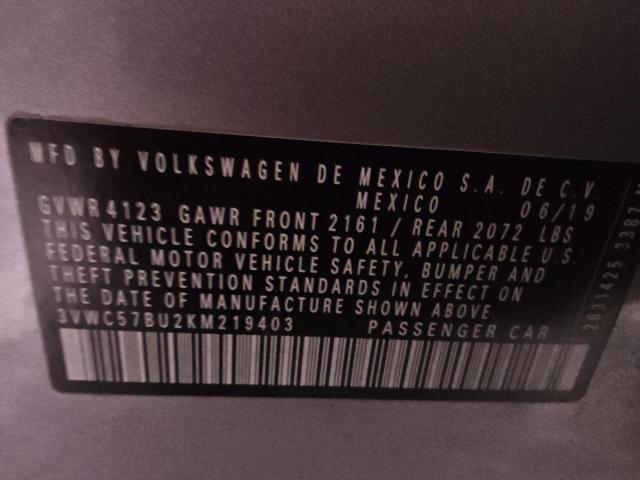 MFD BY VOLKSWAGEN DE MEXICO S.A. DE C.V.
MEXICO 06/19
GVWR 4123 GAWR FRONT 2161 / REAR 2072 LBS
THIS VEHICLE CONFORMS TO ALL APPLICABLE U.S.
FEDERAL MOTOR VEHICLE SAFETY, BUMPER AND
THEFT PREVENTION STANDARDS IN EFFECT ON
THE DATE OF MANUFACTURE SHOWN ABOVE.
3VWC57BU2KM219403 PASSENGER CAR
2631425